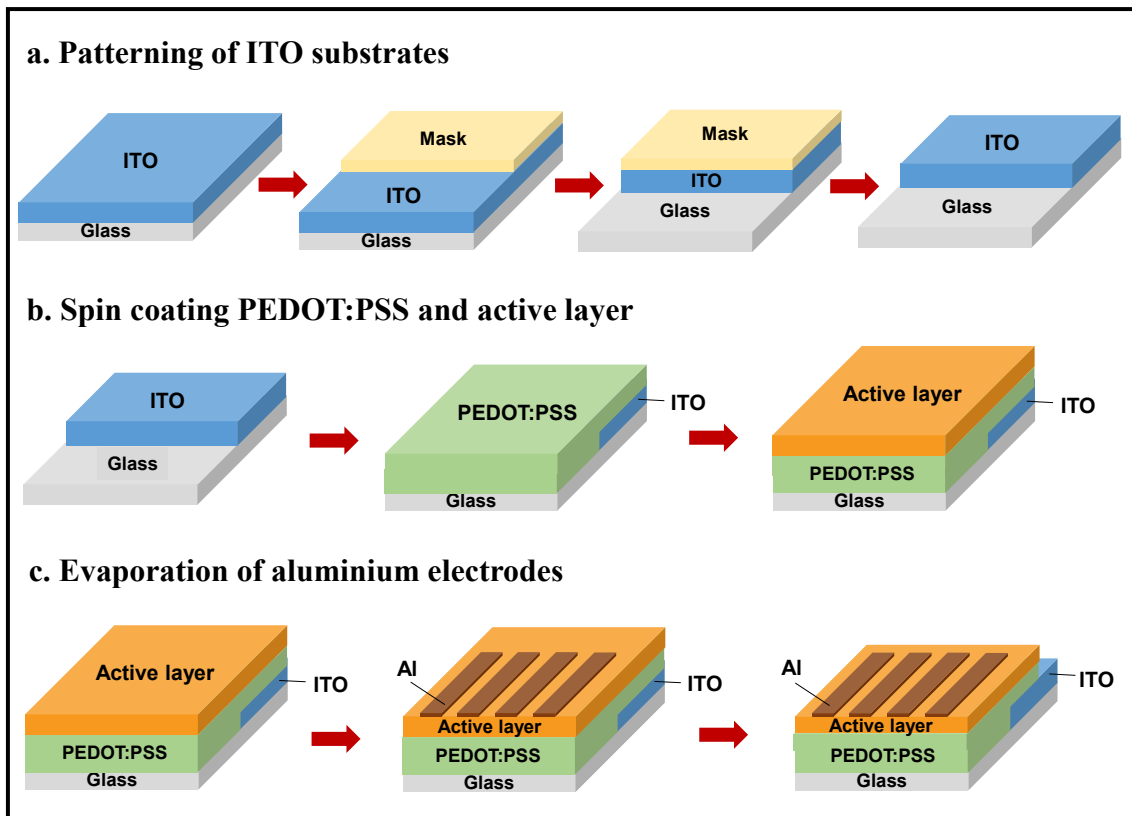 a. Patterning of ITO substrates
ITO
Glass
Mask
ITO
Glass
Mask
ITO
Glass
ITO
Glass
b. Spin coating PEDOT:PSS and active layer
ITO
Glass
PEDOT:PSS
ITO
Glass
Active layer
ITO
PEDOT:PSS
Glass
c. Evaporation of aluminium electrodes
Active layer
ITO
PEDOT:PSS
Glass
Al
ITO
Active layer
PEDOT:PSS
Glass
Al
ITO
Active layer
PEDOT:PSS
Glass